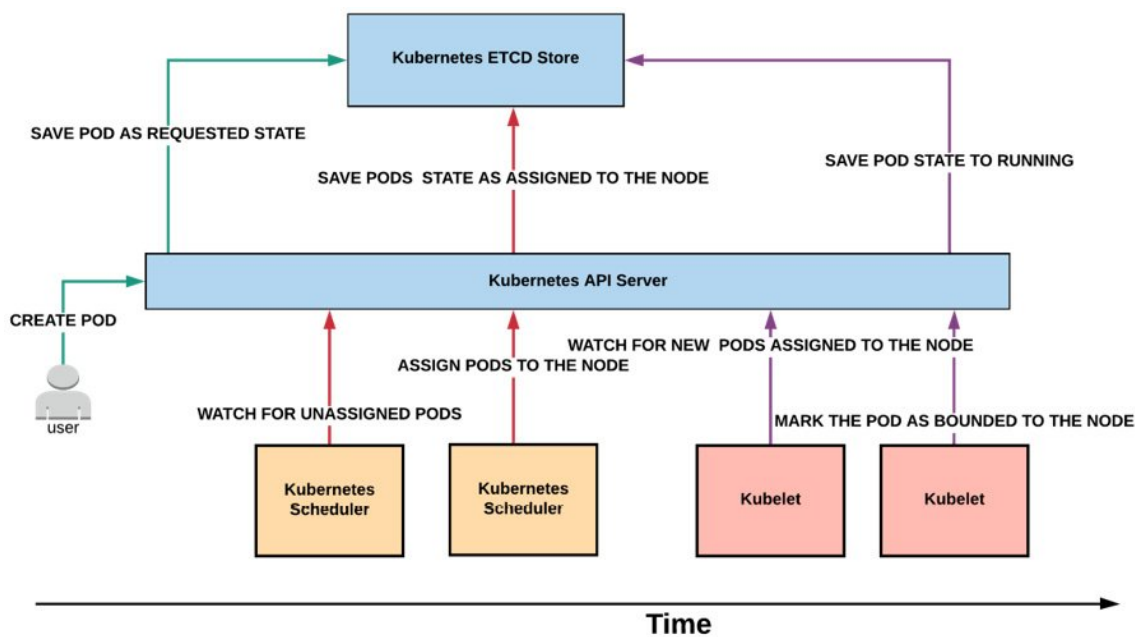 Kubernetes ETCD Store
SAVE POD AS REQUESTED STATE
SAVE PODS STATE AS ASSIGNED TO THE NODE
SAVE POD STATE TO RUNNING
Kubernetes API Server
CREATE POD
user
WATCH FOR UNASSIGNED PODS
ASSIGN PODS TO THE NODE
WATCH FOR NEW PODS ASSIGNED TO THE NODE
MARK THE POD AS BOUNDED TO THE NODE
Kubernetes
Scheduler
Kubernetes
Scheduler
Kubelet
Kubelet
Time